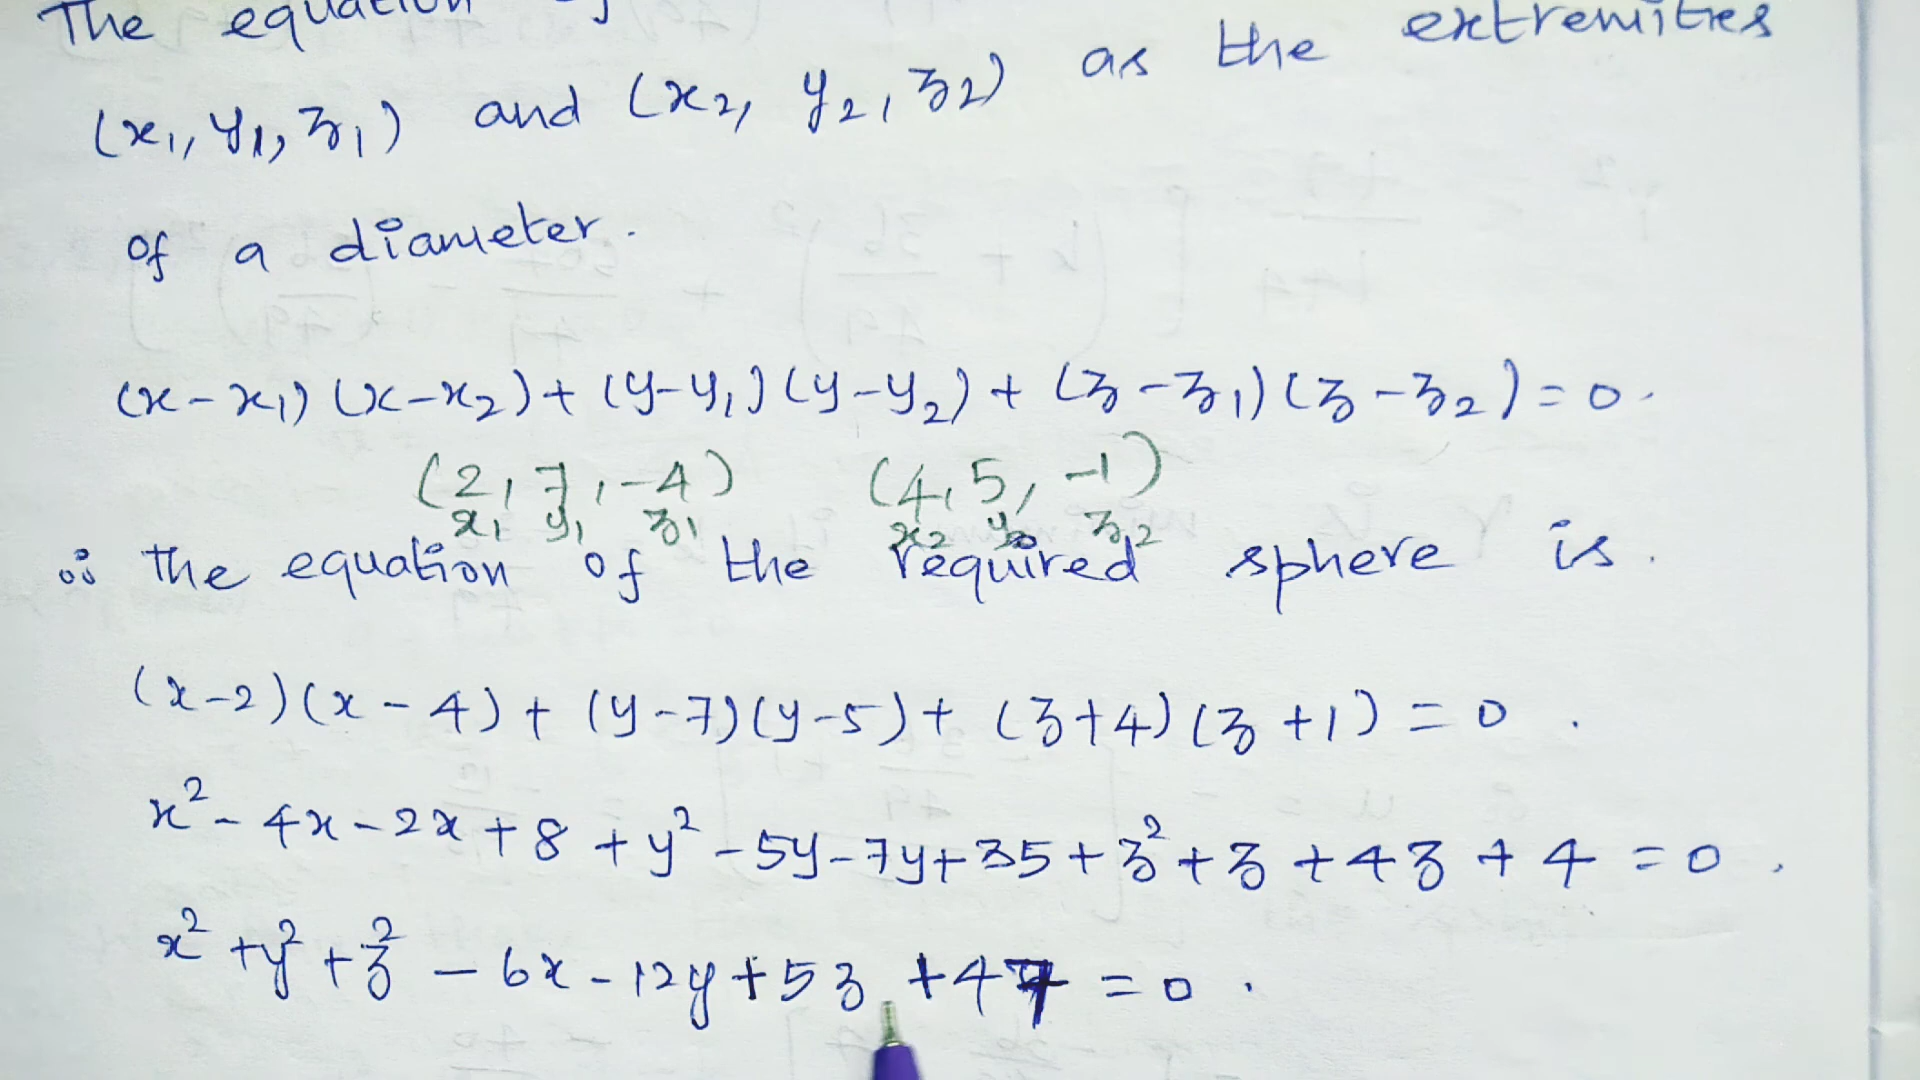 The equation of
as the extremities
(x₁, y₁, z₁) and (x₂, y₂, z₂)
of a diameter.
(x-x₁)(x-x₂)+(y-y₁)(y-y₂)+(z-z₁)(z-z₂)=0.
(2, 7, -4) (4, 5, -1)
x₁ y₁ z₁ x₂ y₂ z₂
∴ the equation of the required sphere is.
(x-2)(x-4)+(y-7)(y-5)+(z+4)(z+1)=0.
x²-4x-2x+8+y²-5y-7y+35+z²+z+4z+4=0.
x²+y²+z²-6x-12y+5z+47=0.